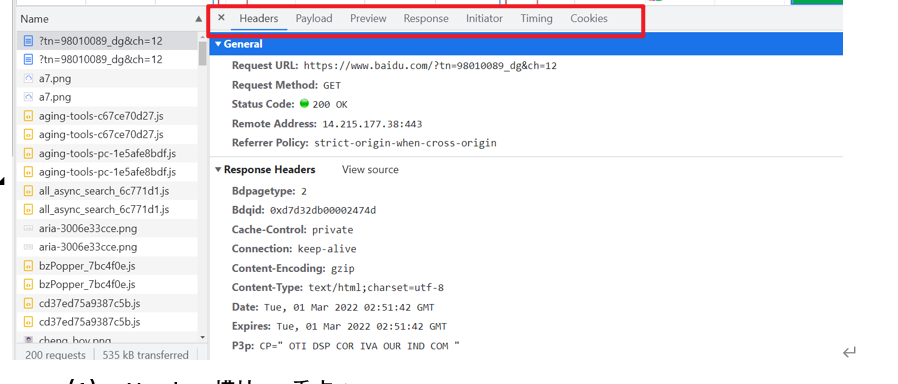 Name
× Headers Payload Preview Response Initiator Timing Cookies
?tn=98010089_dg&ch=12
?tn=98010089_dg&ch=12
a7.png
a7.png
aging-tools-c67ce70d27.js
aging-tools-c67ce70d27.js
aging-tools-pc-1e5afe8bdf.js
aging-tools-pc-1e5afe8bdf.js
all_async_search_6c771d1.js
all_async_search_6c771d1.js
aria-3006e33cce.png
aria-3006e33cce.png
bzPopper_7bc4f0e.js
bzPopper_7bc4f0e.js
cd37ed75a9387c5b.js
cd37ed75a9387c5b.js
200 requests 535 kB transferred
General
Request URL: https://www.baidu.com/?tn=98010089_dg&ch=12
Request Method: GET
Status Code: 200 OK
Remote Address: 14.215.177.38:443
Referrer Policy: strict-origin-when-cross-origin
Response Headers View source
Bdpagetype: 2
Bdqid: 0xd7d32db00002474d
Cache-Control: private
Connection: keep-alive
Content-Encoding: gzip
Content-Type: text/html;charset=utf-8
Date: Tue, 01 Mar 2022 02:51:42 GMT
Expires: Tue, 01 Mar 2022 02:51:42 GMT
P3p: CP=" OTI DSP COR IVA OUR IND COM "